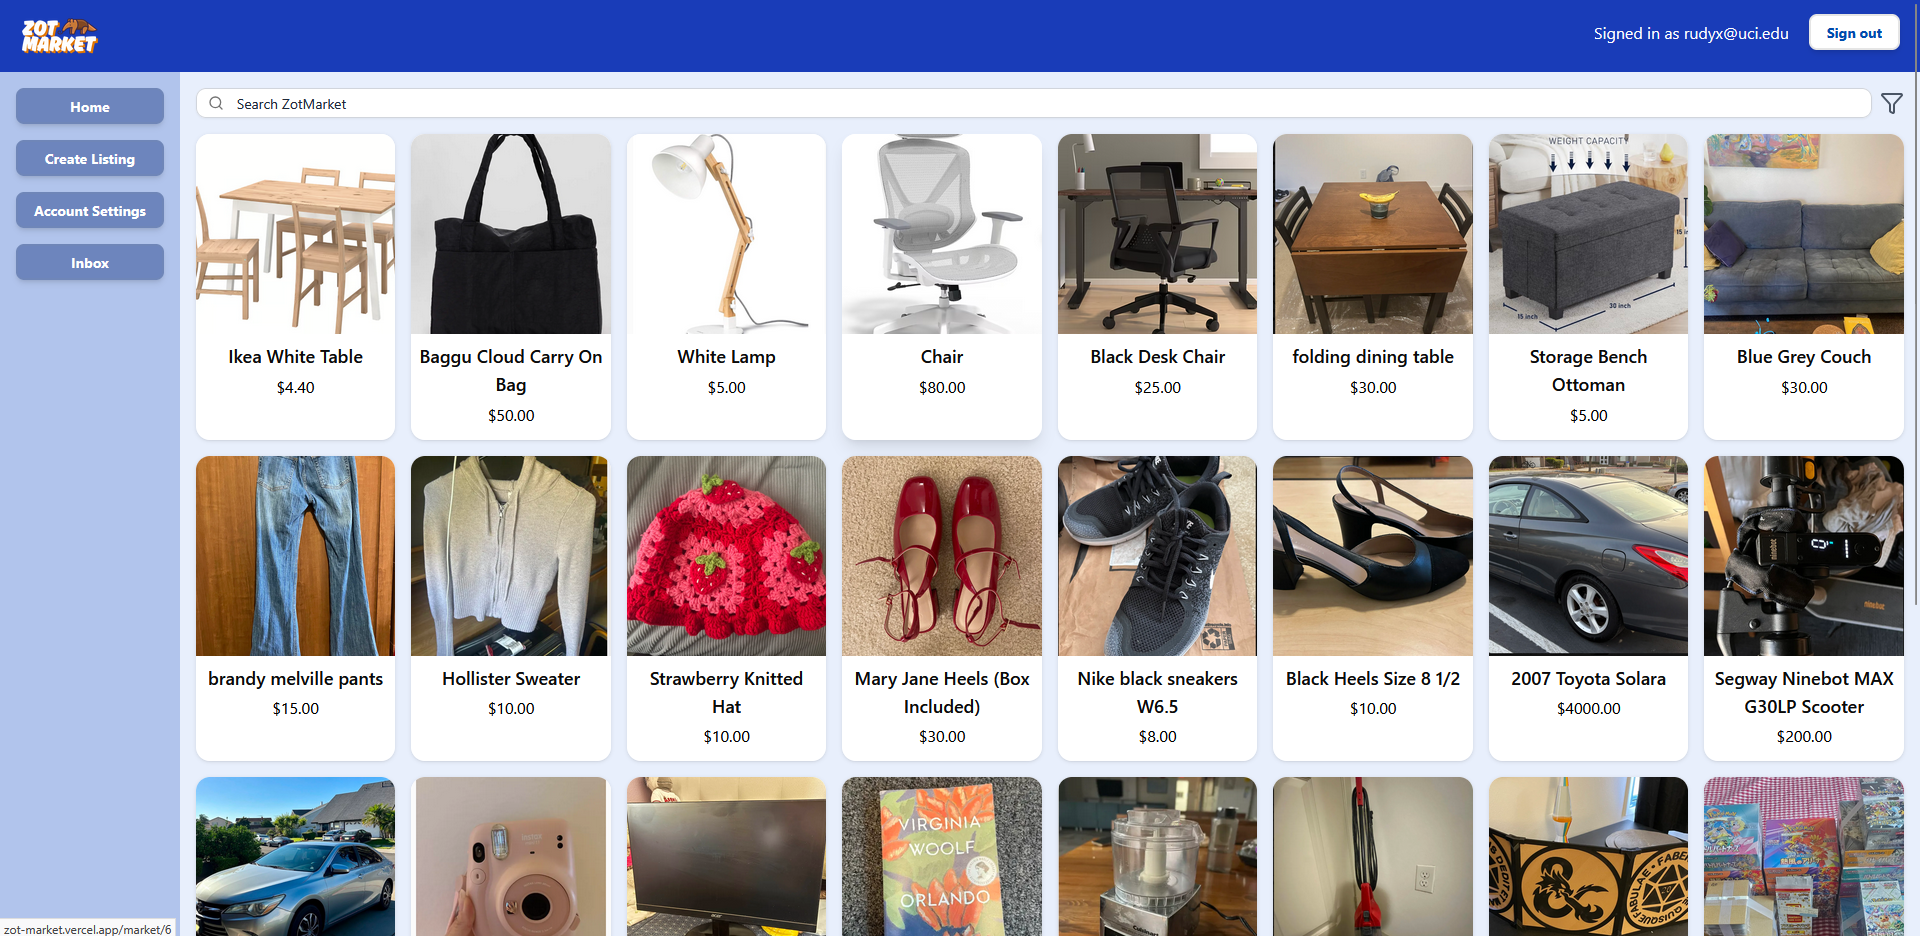 ZOT
MARKET
Signed in as rudyx@uci.edu
Sign out
Home
Create Listing
Account Settings
Inbox
Search ZotMarket
WEIGHT CAPACITY
15 in
30 inch
15 inch
Ikea White Table
$4.40
Baggu Cloud Carry On
Bag
$50.00
White Lamp
$5.00
Chair
$80.00
Black Desk Chair
$25.00
folding dining table
$30.00
Storage Bench
Ottoman
$5.00
Blue Grey Couch
$30.00
ninebot
ninebot
brandy melville pants
$15.00
Hollister Sweater
$10.00
Strawberry Knitted
Hat
$10.00
Mary Jane Heels (Box
Included)
$30.00
Nike black sneakers
W6.5
$8.00
Black Heels Size 8 1/2
$10.00
2007 Toyota Solara
$4000.00
Segway Ninebot MAX
G30LP Scooter
$200.00
instax
acer
VIRGINIA
WOOLF
ORLANDO
Cuisinart
zot-market.vercel.app/market/6